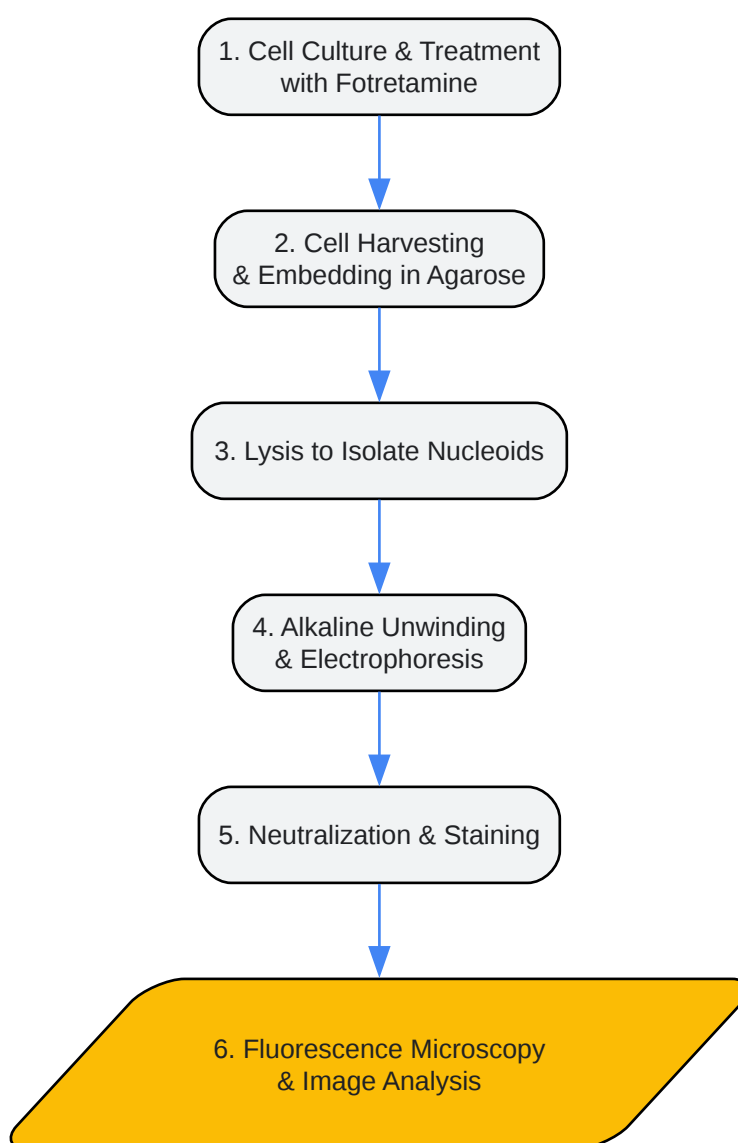 1. Cell Culture & Treatment
with Fotretamine
2. Cell Harvesting
& Embedding in Agarose
3. Lysis to Isolate Nucleoids
4. Alkaline Unwinding
& Electrophoresis
5. Neutralization & Staining
6. Fluorescence Microscopy
& Image Analysis